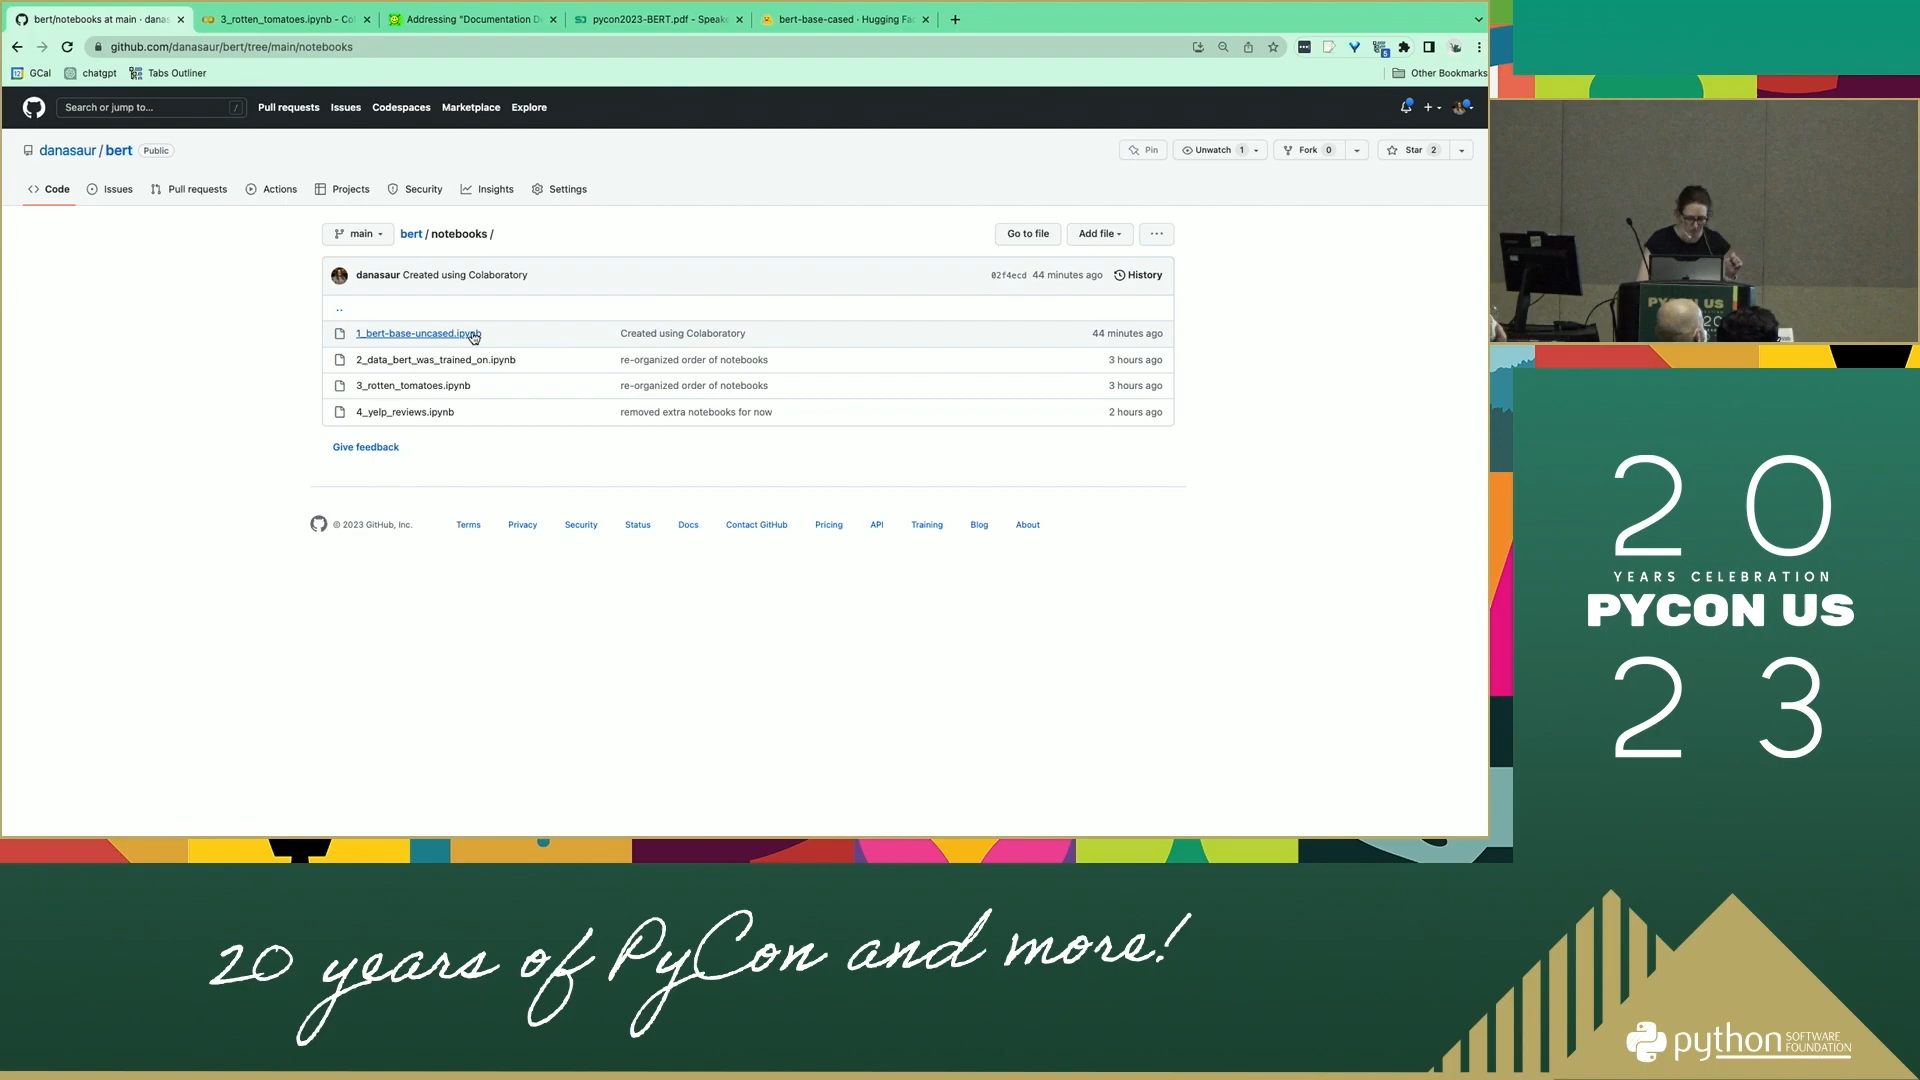 bert/notebooks at main · danas
3_rotten_tomatoes.ipynb - Co
Addressing "Documentation D
pycon2023-BERT.pdf - Speake
bert-base-cased · Hugging Fac
github.com/danasaur/bert/tree/main/notebooks
GCal
chatgpt
Tabs Outliner
Other Bookmarks
Search or jump to...
/
Pull requests
Issues
Codespaces
Marketplace
Explore
danasaur / bert
Public
Pin
Unwatch 1
Fork 0
Star 2
Code
Issues
Pull requests
Actions
Projects
Security
Insights
Settings
main
bert / notebooks /
Go to file
Add file
...
danasaur Created using Colaboratory
02f4ecd 44 minutes ago
History
..
1_bert-base-uncased.ipynb Created using Colaboratory 44 minutes ago
2_data_bert_was_trained_on.ipynb re-organized order of notebooks 3 hours ago
3_rotten_tomatoes.ipynb re-organized order of notebooks 3 hours ago
4_yelp_reviews.ipynb removed extra notebooks for now 2 hours ago
Give feedback
© 2023 GitHub, Inc.
Terms
Privacy
Security
Status
Docs
Contact GitHub
Pricing
API
Training
Blog
About
PYCON US
20
YEARS CELEBRATION
PYCON US
23
20 years of PyCon and more!
python SOFTWARE
FOUNDATION